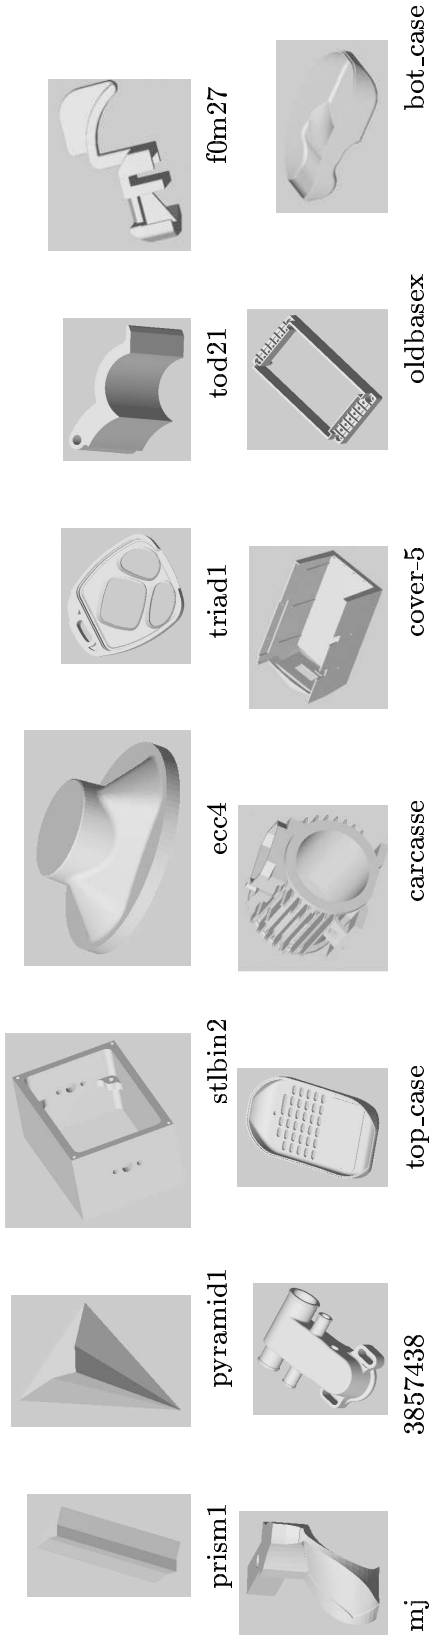 prism1
pyramid1
stlbin2
ecc4
triad1
tod21
f0m27
mj
3857438
top_case
carcasse
cover-5
oldbasex
bot_case